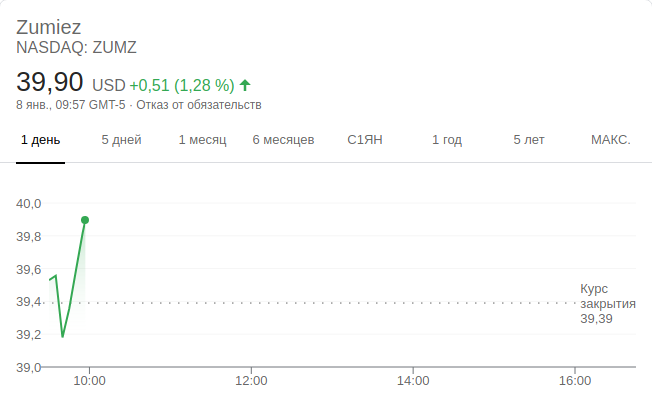 Zumiez
NASDAQ: ZUMZ
39,90 USD +0,51 (1,28 %)
8 янв., 09:57 GMT-5 · Отказ от обязательств
1 день 5 дней 1 месяц 6 месяцев С1ЯН 1 год 5 лет МАКС.
40,0
39,8
39,6
39,4
39,2
39,0
Курс
закрытия
39,39
10:00 12:00 14:00 16:00